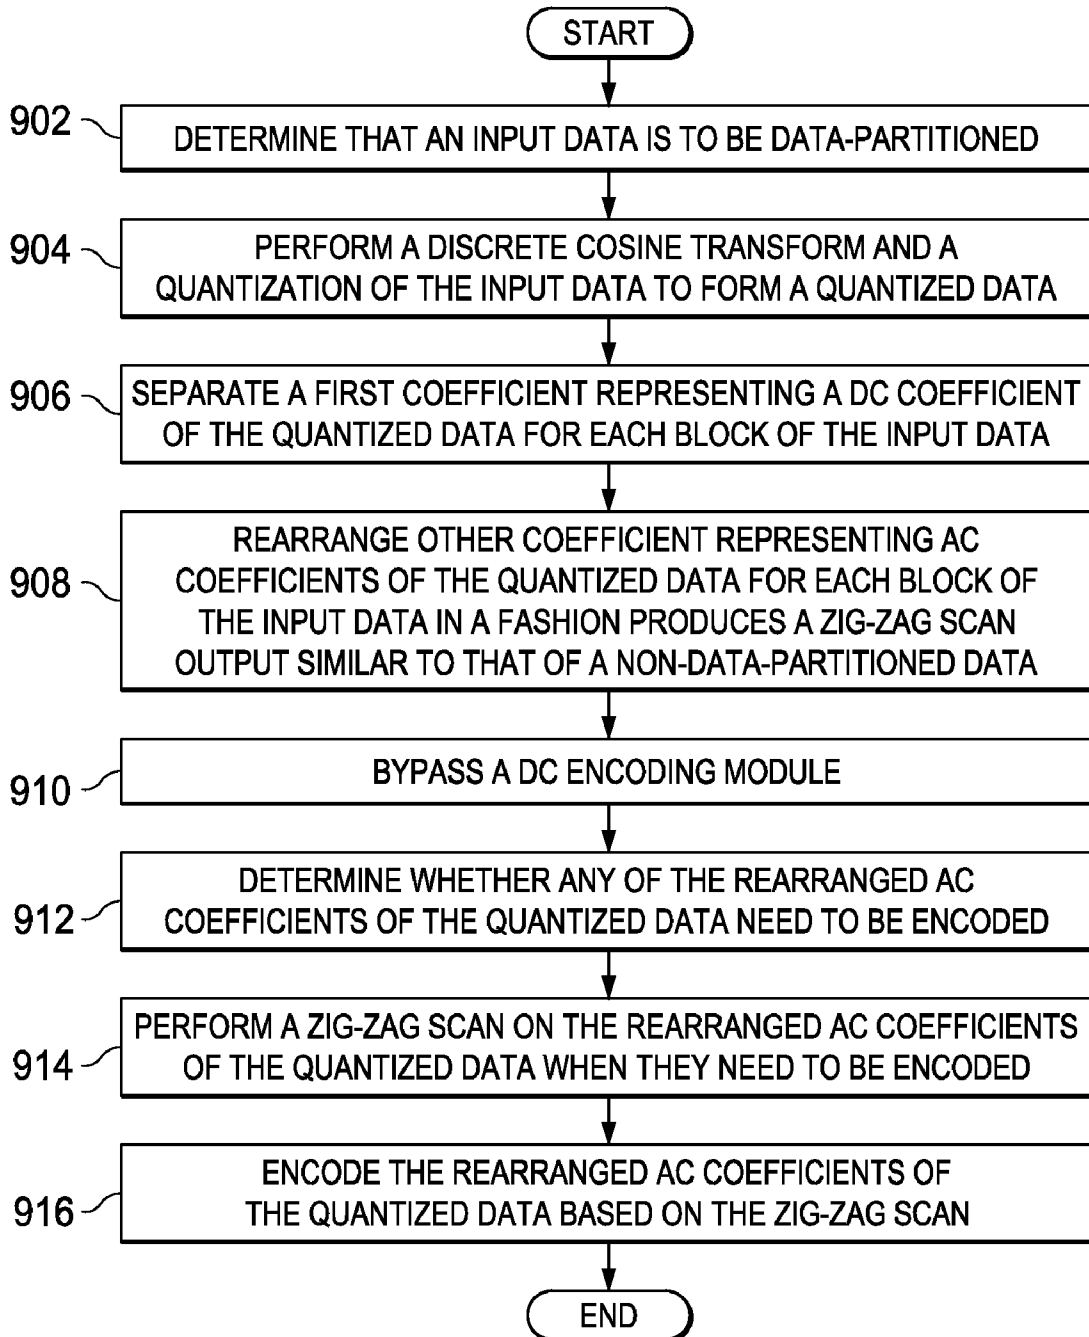 START
902
DETERMINE THAT AN INPUT DATA IS TO BE DATA-PARTITIONED
904
PERFORM A DISCRETE COSINE TRANSFORM AND A
QUANTIZATION OF THE INPUT DATA TO FORM A QUANTIZED DATA
906
SEPARATE A FIRST COEFFICIENT REPRESENTING A DC COEFFICIENT
OF THE QUANTIZED DATA FOR EACH BLOCK OF THE INPUT DATA
908
REARRANGE OTHER COEFFICIENT REPRESENTING AC
COEFFICIENTS OF THE QUANTIZED DATA FOR EACH BLOCK OF
THE INPUT DATA IN A FASHION PRODUCES A ZIG-ZAG SCAN
OUTPUT SIMILAR TO THAT OF A NON-DATA-PARTITIONED DATA
910
BYPASS A DC ENCODING MODULE
912
DETERMINE WHETHER ANY OF THE REARRANGED AC
COEFFICIENTS OF THE QUANTIZED DATA NEED TO BE ENCODED
914
PERFORM A ZIG-ZAG SCAN ON THE REARRANGED AC COEFFICIENTS
OF THE QUANTIZED DATA WHEN THEY NEED TO BE ENCODED
916
ENCODE THE REARRANGED AC COEFFICIENTS OF
THE QUANTIZED DATA BASED ON THE ZIG-ZAG SCAN
END